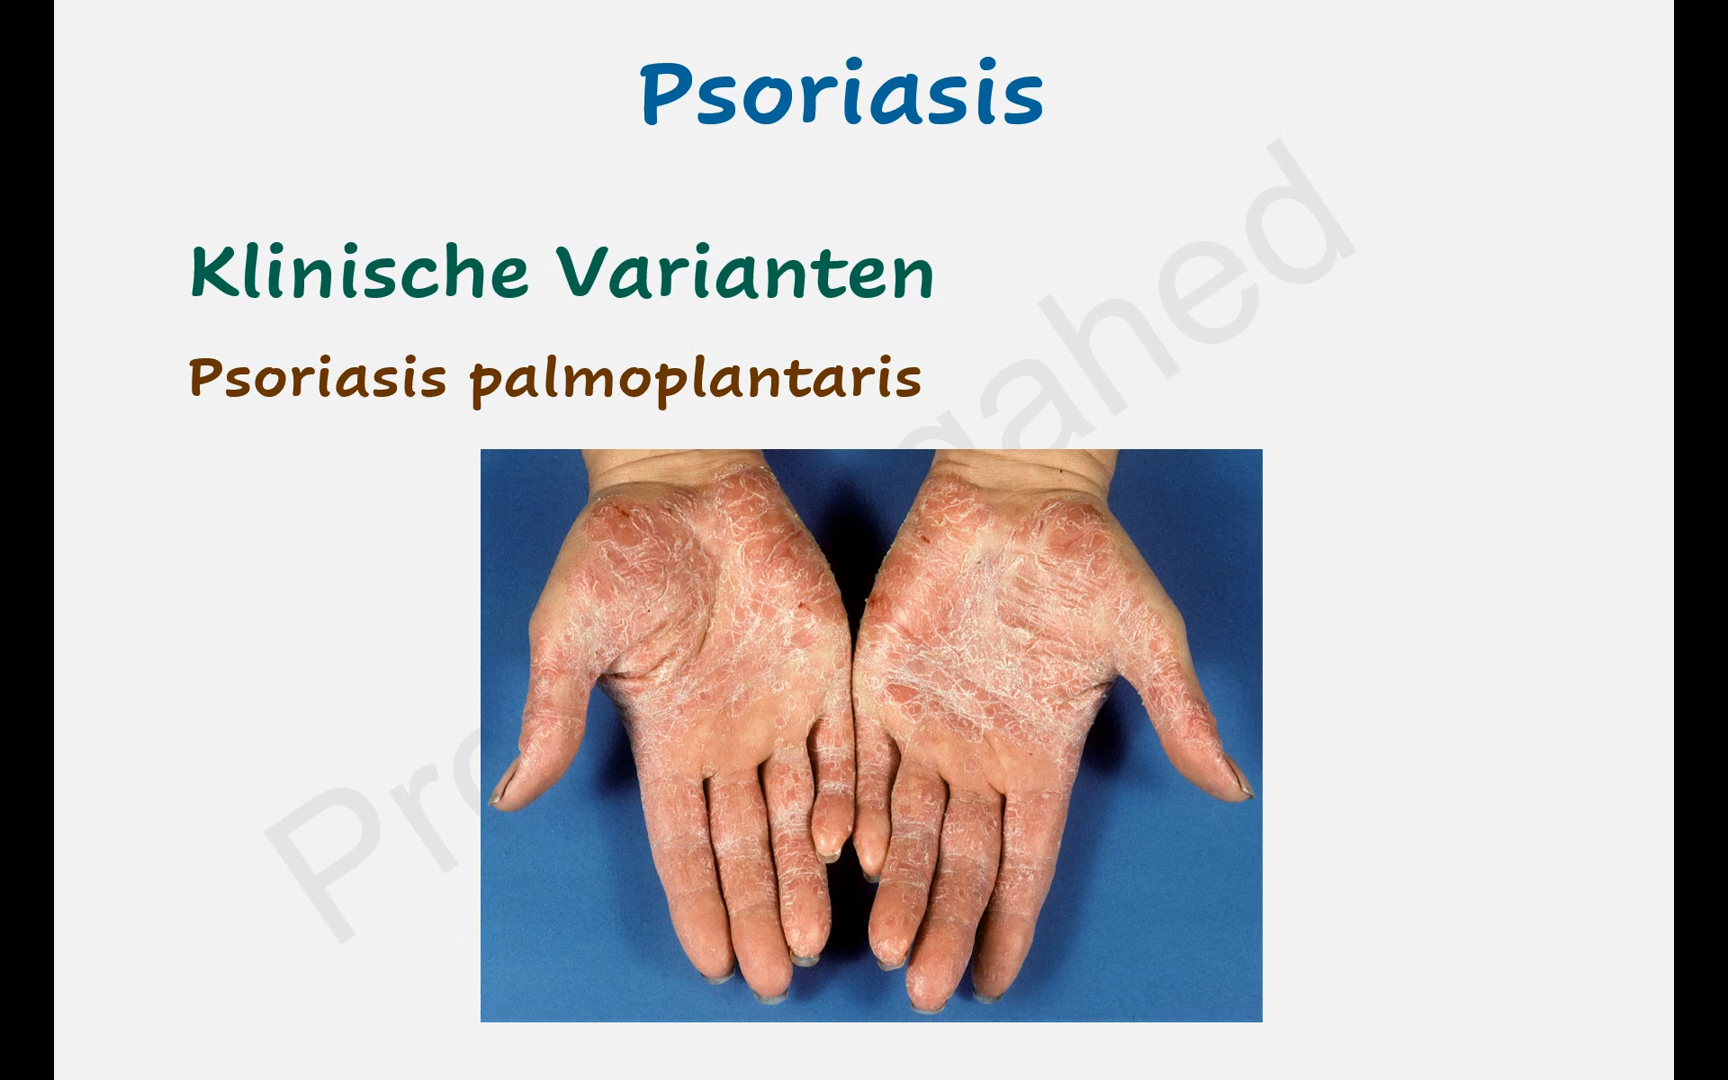 Psoriasis
Klinische Varianten
Psoriasis palmoplantaris